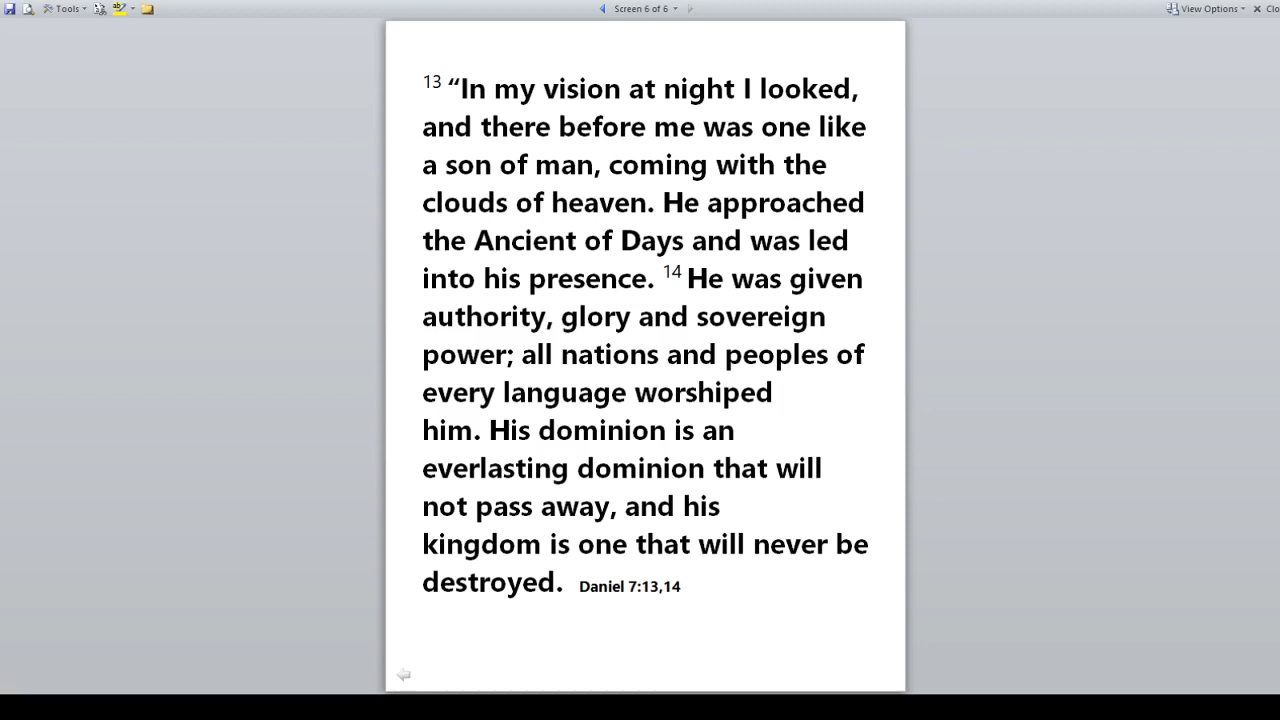 Tools
Screen 6 of 6
View Options
Clo
13 “In my vision at night I looked,
and there before me was one like
a son of man, coming with the
clouds of heaven. He approached
the Ancient of Days and was led
into his presence. 14 He was given
authority, glory and sovereign
power; all nations and peoples of
every language worshiped
him. His dominion is an
everlasting dominion that will
not pass away, and his
kingdom is one that will never be
destroyed. Daniel 7:13,14